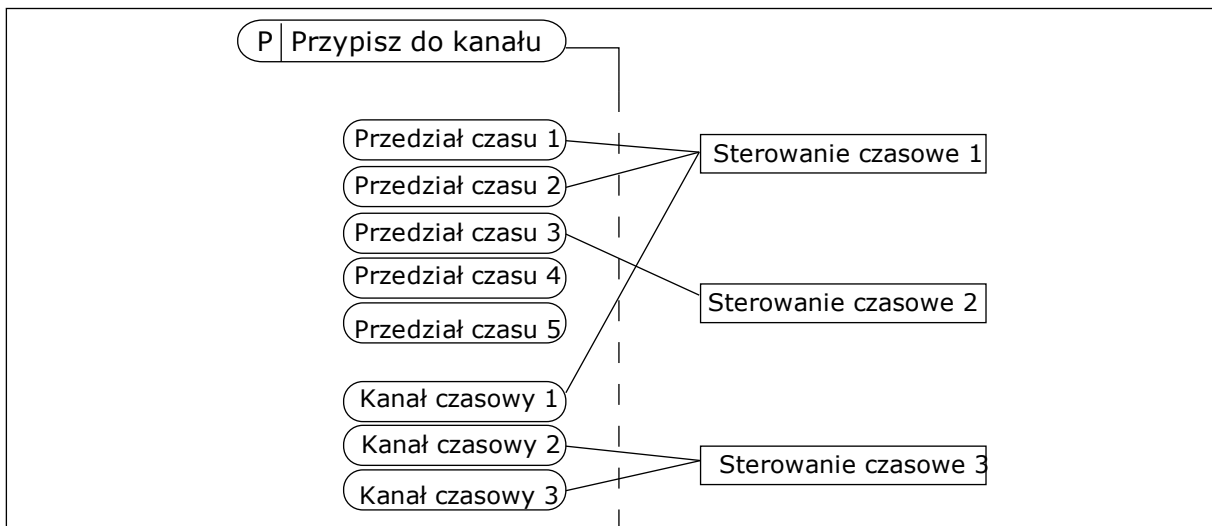 P Przypisz do kanału
Przedział czasu 1
Przedział czasu 2
Przedział czasu 3
Przedział czasu 4
Przedział czasu 5
Kanał czasowy 1
Kanał czasowy 2
Kanał czasowy 3
Sterowanie czasowe 1
Sterowanie czasowe 2
Sterowanie czasowe 3